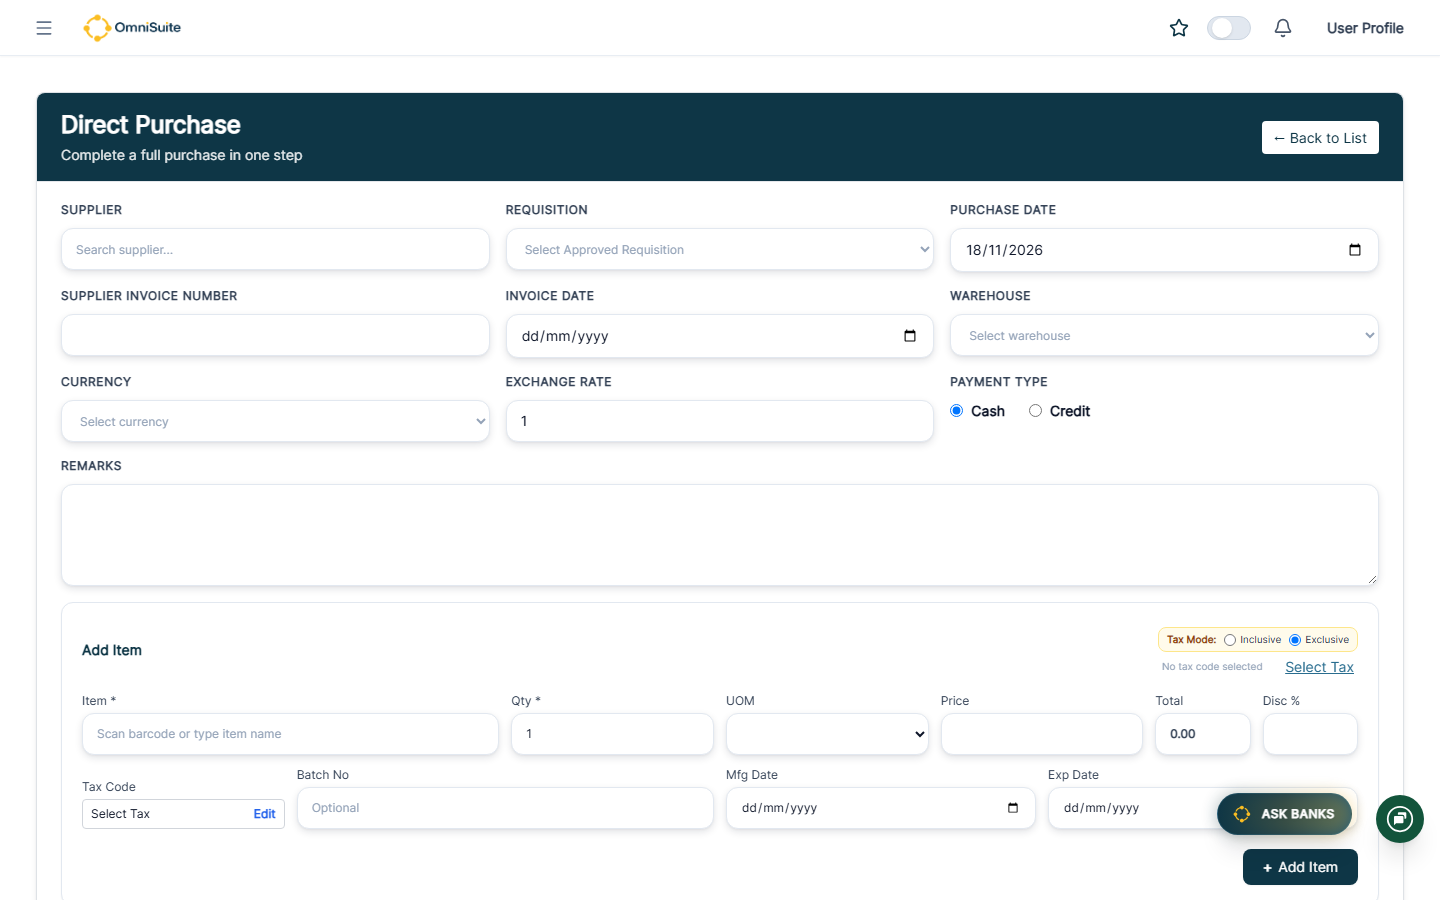 OmniSuite
User Profile
Direct Purchase
Complete a full purchase in one step
← Back to List
SUPPLIER
REQUISITION
PURCHASE DATE
Search supplier...
Select Approved Requisition
18/11/2026
SUPPLIER INVOICE NUMBER
INVOICE DATE
WAREHOUSE
dd/mm/yyyy
Select warehouse
CURRENCY
EXCHANGE RATE
PAYMENT TYPE
Select currency
1
Cash
Credit
REMARKS
Add Item
Tax Mode: Inclusive Exclusive
No tax code selected
Select Tax
Item *
Qty *
UOM
Price
Total
Disc %
Scan barcode or type item name
1
0.00
Tax Code
Batch No
Mfg Date
Exp Date
Select Tax
Edit
Optional
dd/mm/yyyy
dd/mm/yyyy
ASK BANKS
+ Add Item